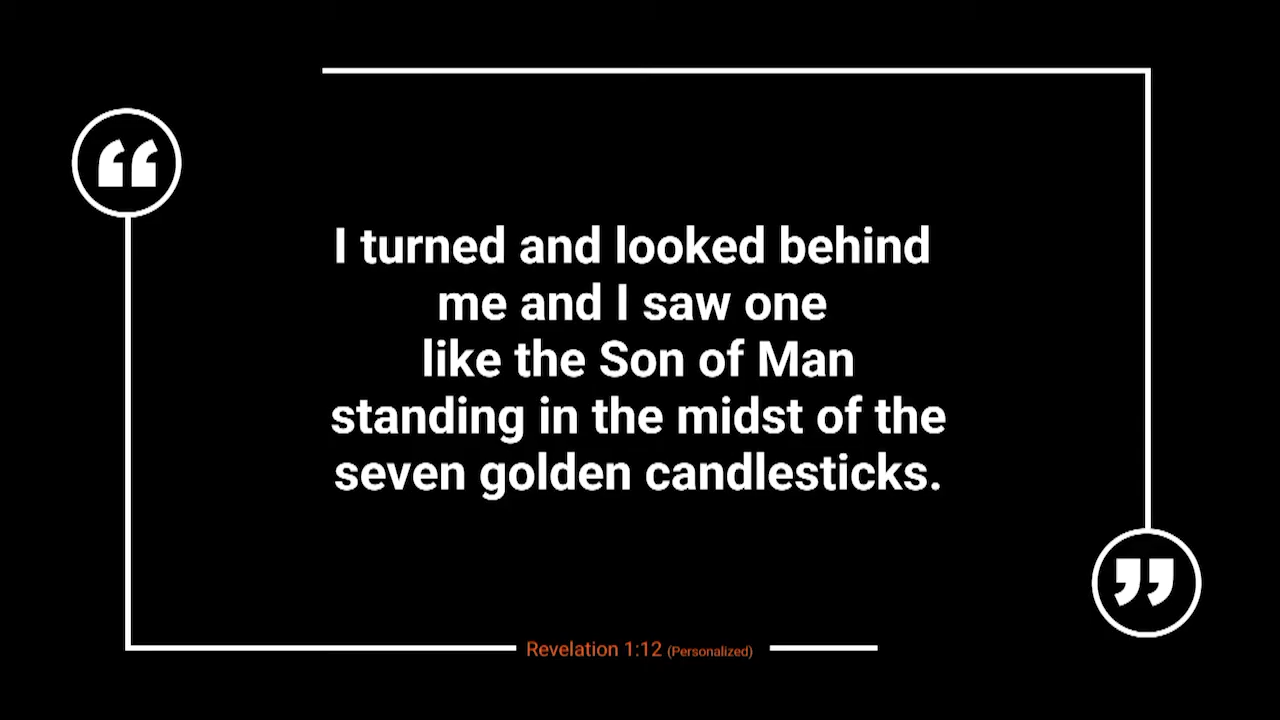 “
I turned and looked behind
me and I saw one
like the Son of Man
standing in the midst of the
seven golden candlesticks.
”
Revelation 1:12 (Personalized)